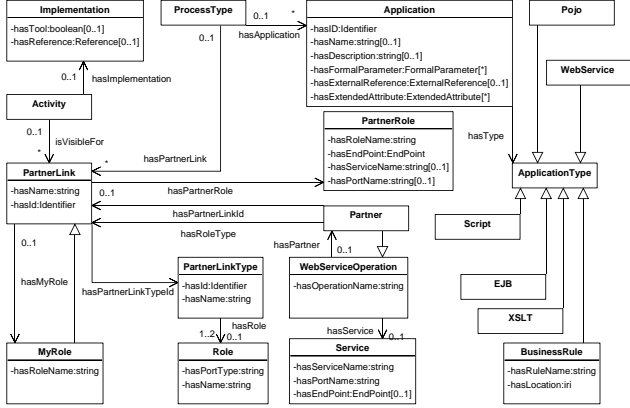 Implementation
-hasTool:boolean[0..1]
-hasReference:Reference[0..1]
ProcessType
0..1
*
hasApplication
0..1
Application
-hasID:Identifier
-hasName:string[0..1]
-hasDescription:string[0..1]
-hasFormalParameter:FormalParameter[*]
-hasExternalReference:ExternalReference[0..1]
-hasExtendedAttribute:ExtendedAttribute[*]
Pojo
WebService
0..1
hasImplementation
Activity
0..1
isVisibleFor
*
*
hasPartnerLink
PartnerRole
-hasRoleName:string
-hasEndPoint:EndPoint
-hasServiceName:string[0..1]
-hasPortName:string[0..1]
hasType
PartnerLink
-hasName:string
-hasId:Identifier
ApplicationType
hasPartnerRole
0..1
hasPartnerLinkId
Partner
hasRoleType
Script
0..1
hasPartner
0..1
hasMyRole
hasPartnerLinkTypeId
PartnerLinkType
-hasId:Identifier
-hasName:string
WebServiceOperation
-hasOperationName:string
EJB
XSLT
hasRole
1..2
0..1
hasService
0..1
MyRole
-hasRoleName:string
Role
-hasPortType:string
-hasName:string
Service
-hasServiceName:string
-hasPortName:string
-hasEndPoint:EndPoint[0..1]
BusinessRule
-hasRuleName:string
-hasLocation:iri